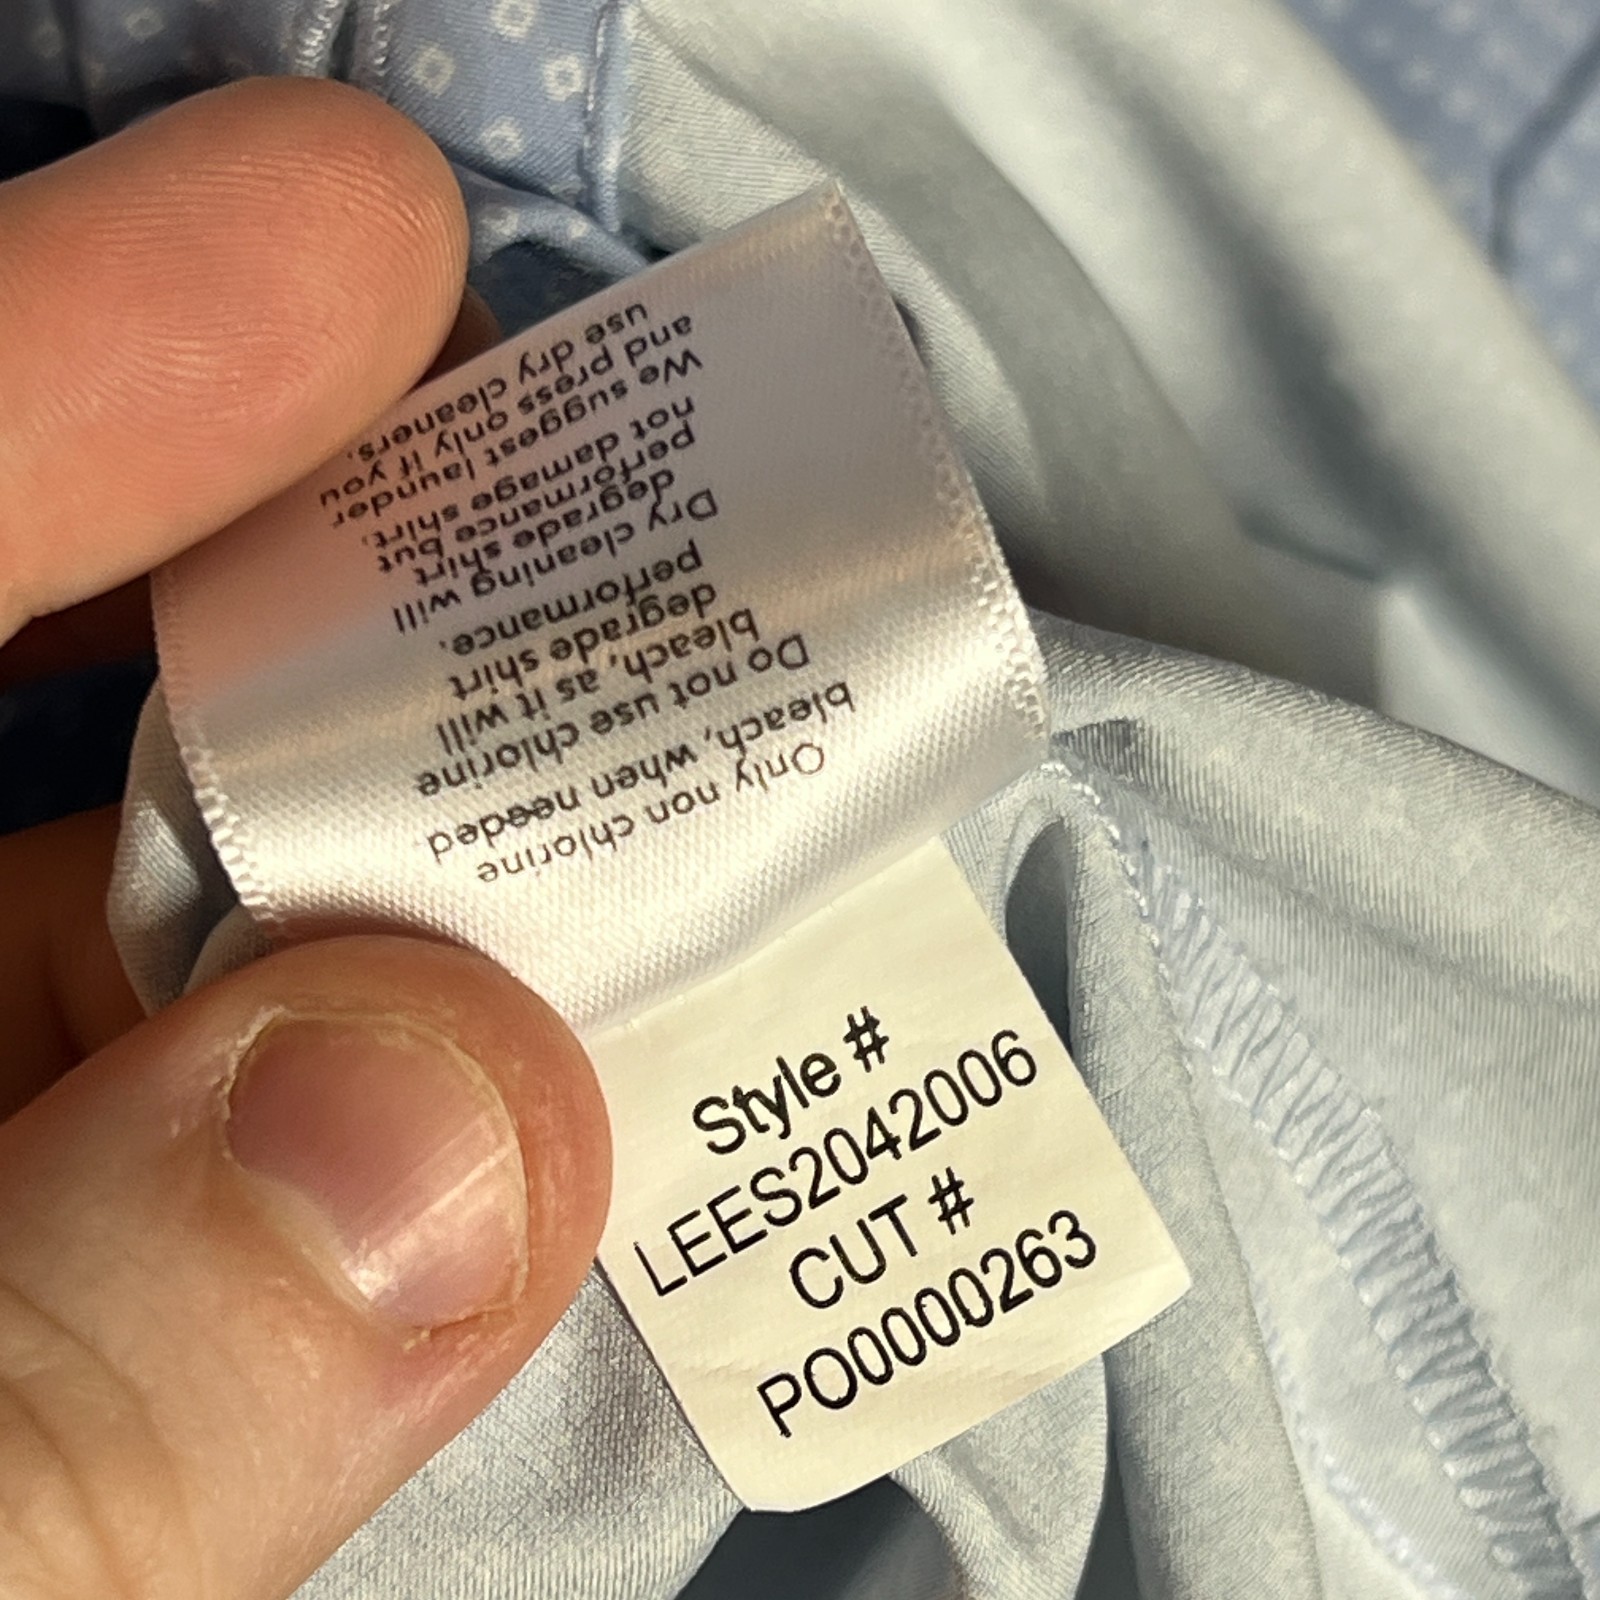 Only non chlorine
bleach, when needed
Do not use chlorine
bleach, as it will
degrade shirt
performance.
Dry cleaning will
degrade shirt
performance but
not damage shirt.
We suggest launder
and press only if you
use dry cleaners.
Style #
LEES2042006
CUT #
PO0000263